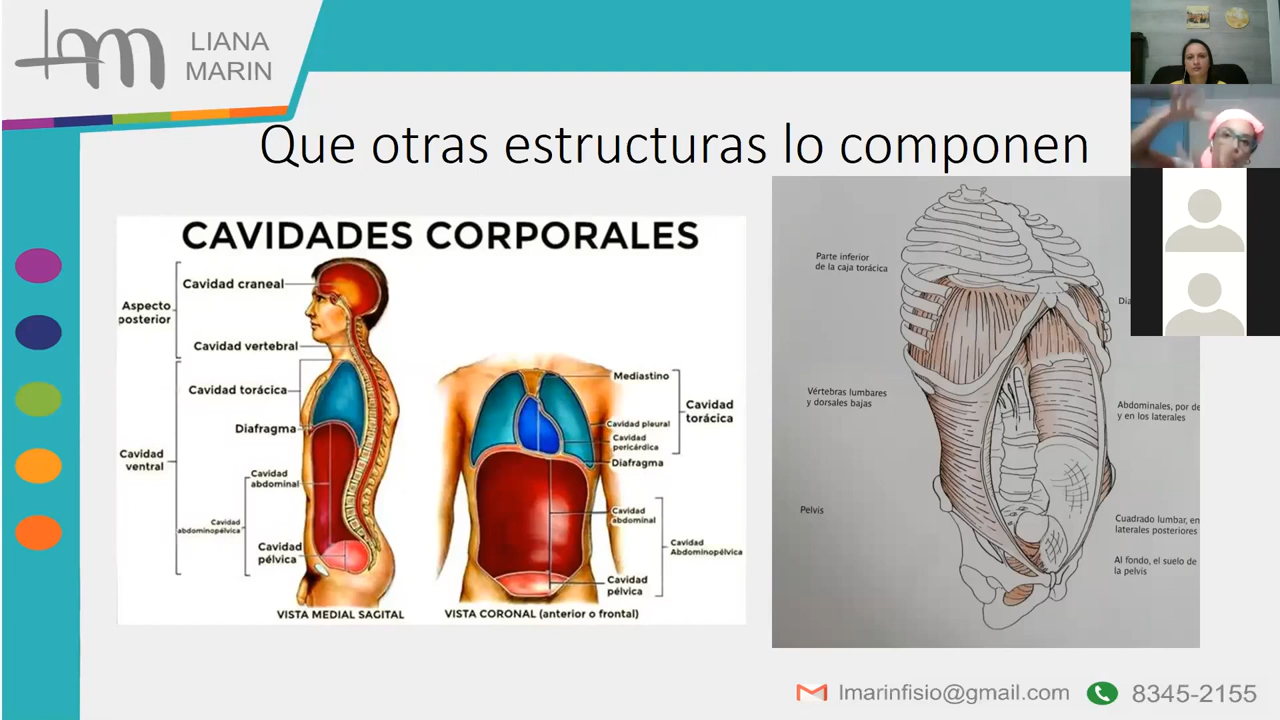 LIANA
MARIN
Que otras estructuras lo componen
CAVIDADES CORPORALES
Cavidad craneal
Aspecto
posterior
Cavidad vertebral
Cavidad torácica
Diafragma
Cavidad
ventral
Cavidad
abdominal
Cavidad
abdominopélvica
Cavidad
pélvica
VISTA MEDIAL SAGITAL
Mediastino
Cavidad
torácica
Cavidad pleural
Cavidad
pericárdica
Diafragma
Cavidad
abdominal
Cavidad
Abdominopélvica
Cavidad
pélvica
VISTA CORONAL (anterior o frontal)
Parte inferior
de la caja torácica
Dia
Vértebras lumbares
y dorsales bajas
Abdominales, por de
y en los laterales
Pelvis
Cuadrado lumbar, en
laterales posteriores
Al fondo, el suelo de
la pelvis
lmarinfisio@gmail.com
8345-2155